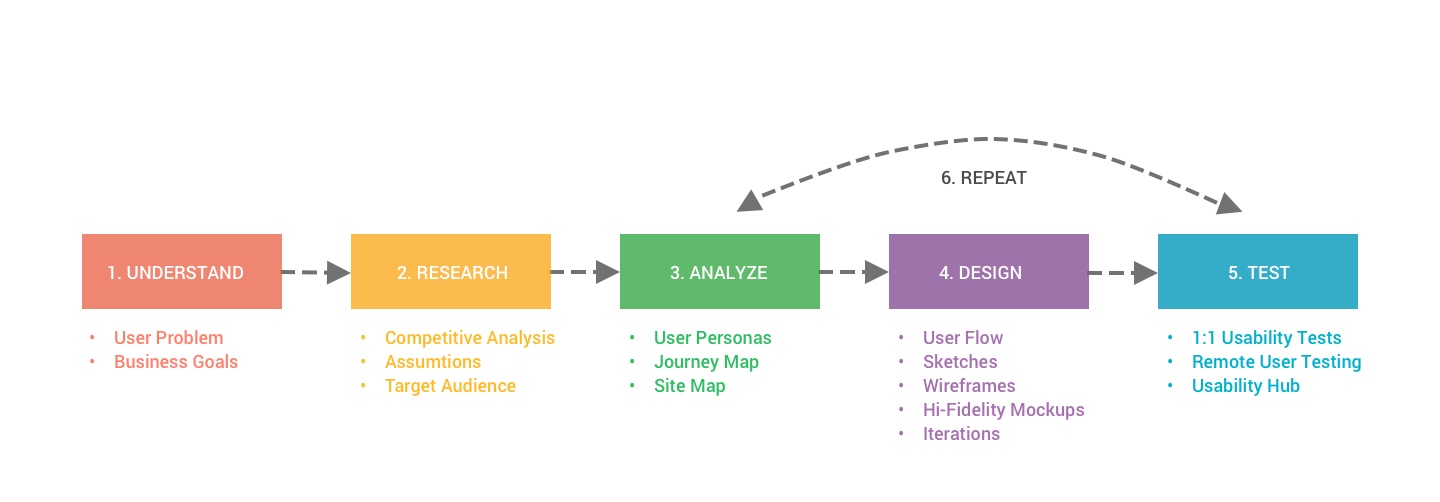 6. REPEAT
1. UNDERSTAND
• User Problem
• Business Goals
2. RESEARCH
• Competitive Analysis
• Assumtions
• Target Audience
3. ANALYZE
• User Personas
• Journey Map
• Site Map
4. DESIGN
• User Flow
• Sketches
• Wireframes
• Hi-Fidelity Mockups
• Iterations
5. TEST
• 1:1 Usability Tests
• Remote User Testing
• Usability Hub